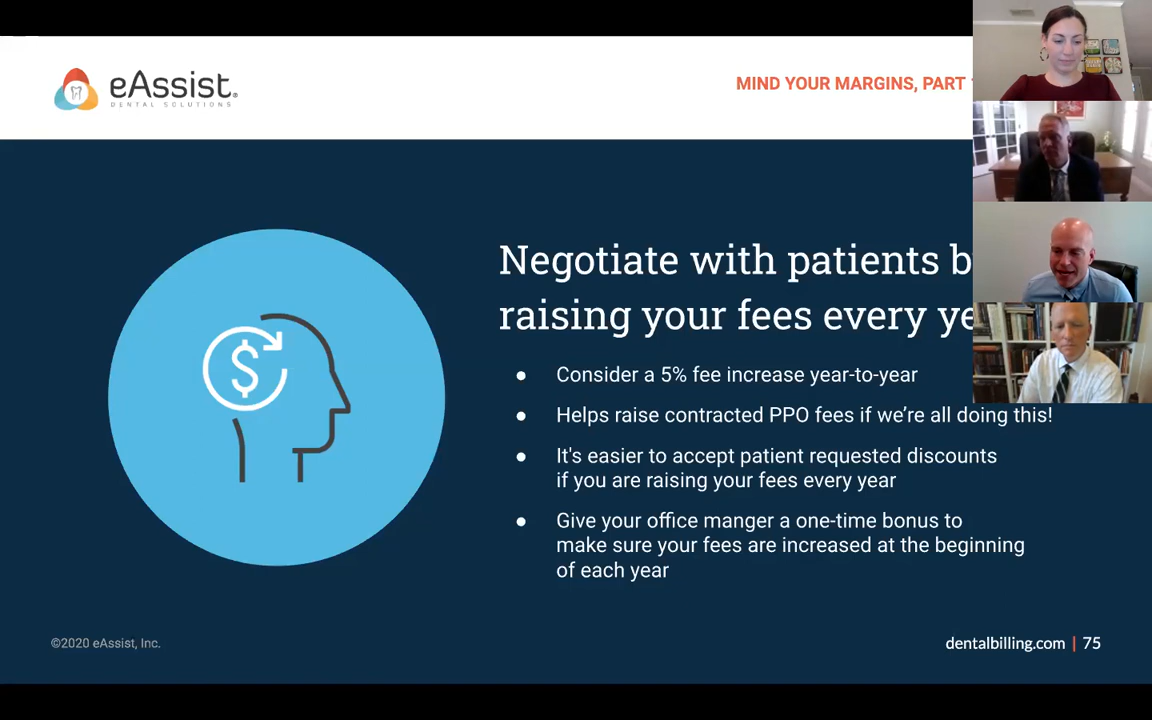 eAssist
DENTAL SOLUTIONS
MIND YOUR MARGINS, PART
Negotiate with patients
raising your fees every
● Consider a 5% fee increase year-to-year
● Helps raise contracted PPO fees if we're all doing this!
● It's easier to accept patient requested discounts
if you are raising your fees every year
● Give your office manger a one-time bonus to
make sure your fees are increased at the beginning
of each year
©2020 eAssist, Inc.
dentalbilling.com | 75
$